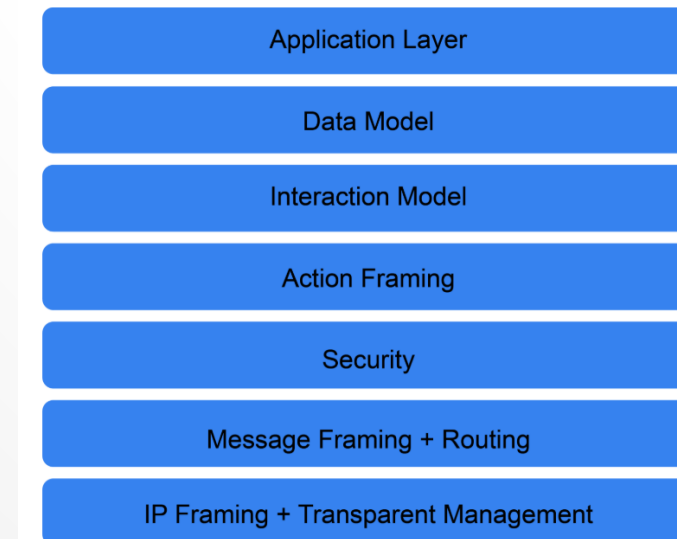 Application Layer
Data Model
Interaction Model
Action Framing
Security
Message Framing + Routing
IP Framing + Transparent Management